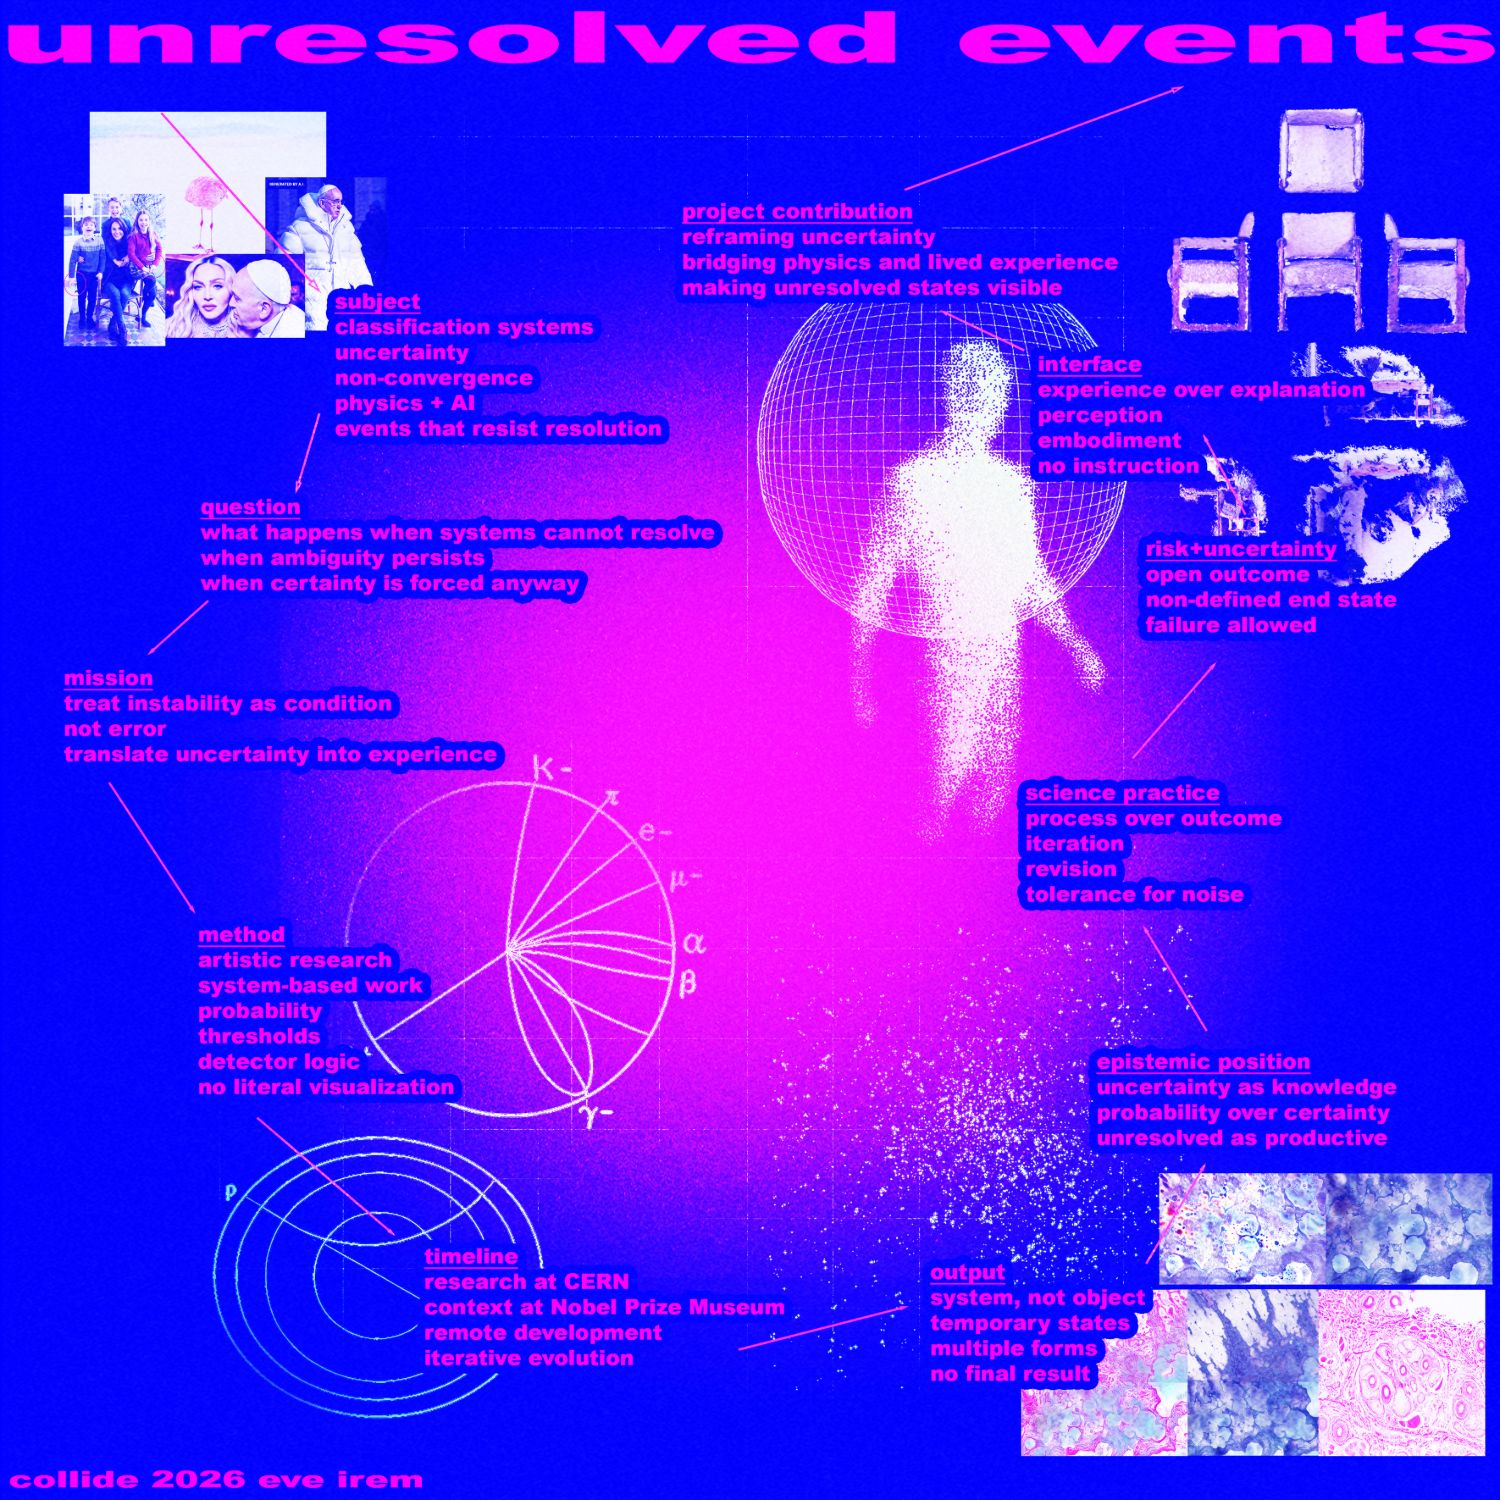 unresolved events
GENERATED BY A.I.
subject
classification systems
uncertainty
non-convergence
physics + AI
events that resist resolution
question
what happens when systems cannot resolve
when ambiguity persists
when certainty is forced anyway
mission
treat instability as condition
not error
translate uncertainty into experience
method
artistic research
system-based work
probability
thresholds
detector logic
no literal visualization
K-
π
e-
μ-
α
β
γ-
ρ
timeline
research at CERN
context at Nobel Prize Museum
remote development
iterative evolution
output
system, not object
temporary states
multiple forms
no final result
epistemic position
uncertainty as knowledge
probability over certainty
unresolved as productive
science practice
process over outcome
iteration
revision
tolerance for noise
risk+uncertainty
open outcome
non-defined end state
failure allowed
interface
experience over explanation
perception
embodiment
no instruction
project contribution
reframing uncertainty
bridging physics and lived experience
making unresolved states visible
collide 2026 eve irem